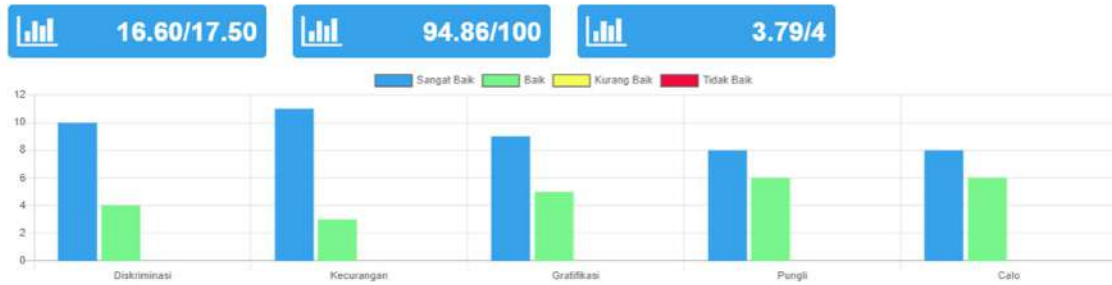 16.60/17.50 94.86/100 3.79/4
Sangat Baik Baik Kurang Baik Tidak Baik
12
10
8
6
4
2
0
Diskriminasi Kecurangan Gratifikasi Pungli Calo